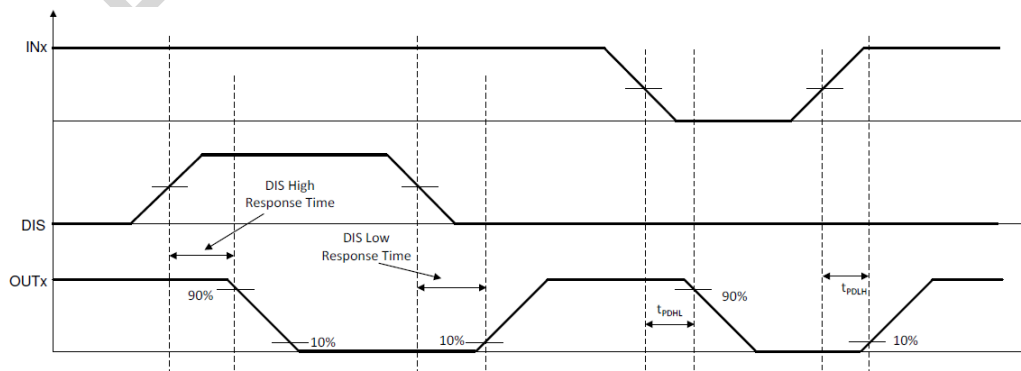 INx
DIS High
Response Time
DIS
DIS Low
Response Time
OUTx
90%
10%
10%
tPDHL
90%
tPDLH
10%